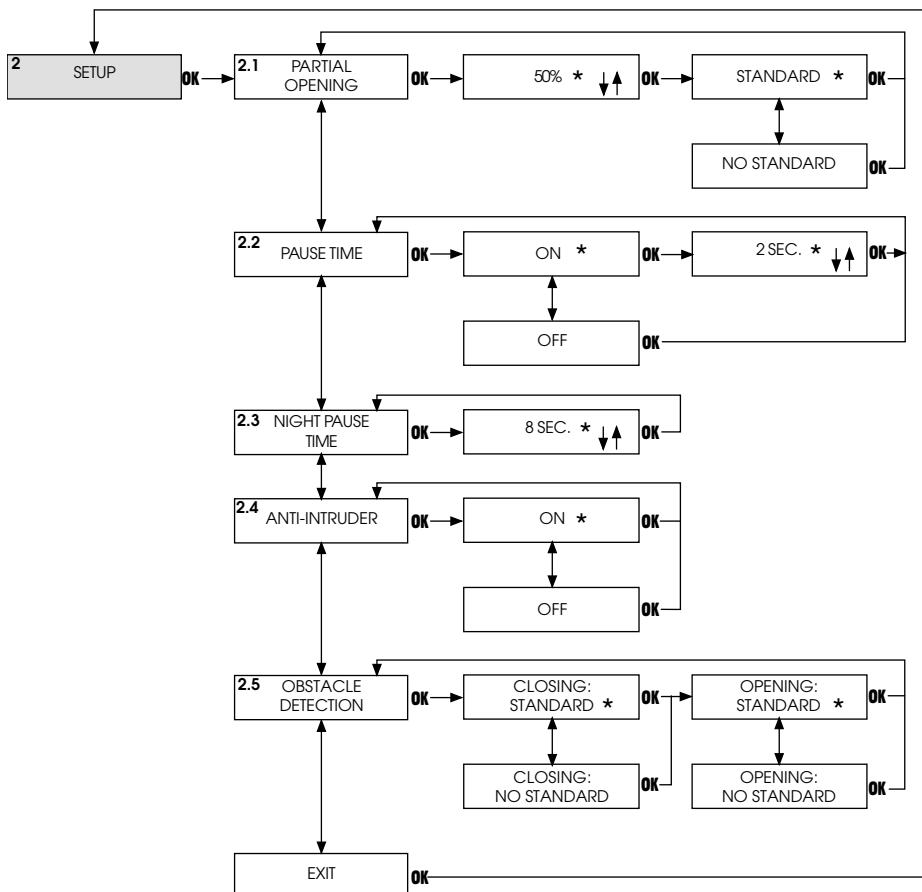 2
SETUP
OK
2.1
PARTIAL
OPENING
OK
50% *
OK
STANDARD *
OK
NO STANDARD
OK
2.2
PAUSE TIME
OK
ON *
OK
2 SEC. *
OK
OFF
OK
2.3
NIGHT PAUSE
TIME
OK
8 SEC. *
OK
2.4
ANTI-INTRUDER
OK
ON *
OK
OFF
OK
2.5
OBSTACLE
DETECTION
OK
CLOSING:
STANDARD *
OK
OPENING:
STANDARD *
OK
CLOSING:
NO STANDARD
OK
OPENING:
NO STANDARD
OK
EXIT
OK